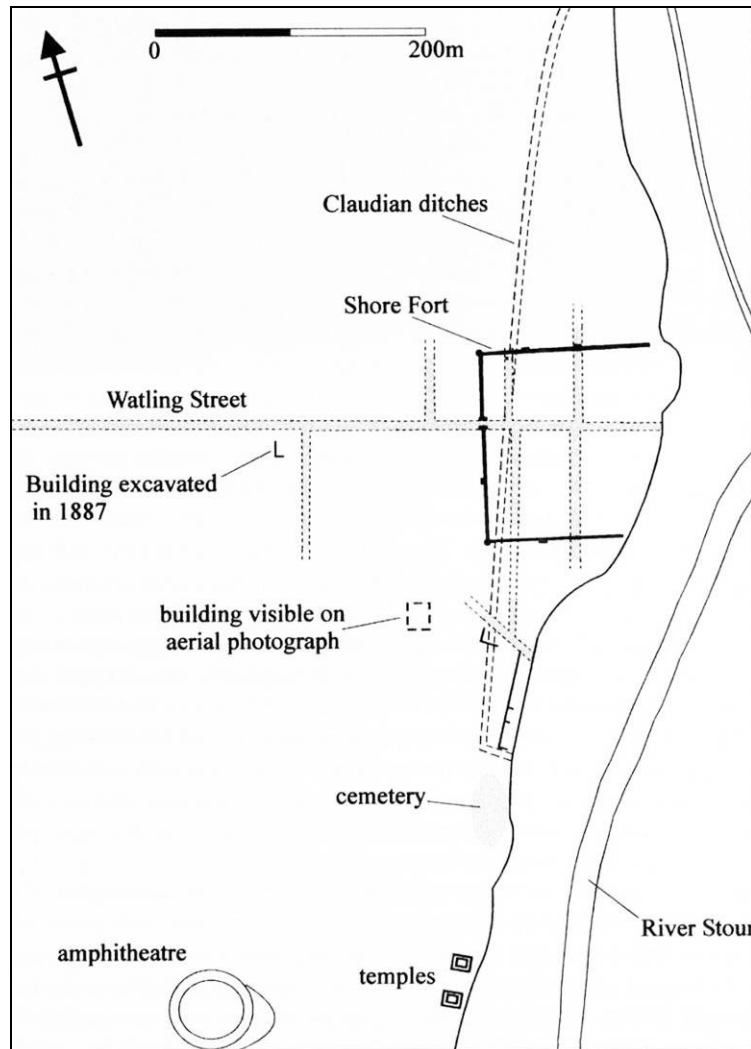 0
200m
Claudian ditches
Shore Fort
Watling Street
L
Building excavated
in 1887
building visible on
aerial photograph
cemetery
River Stour
amphitheatre
temples